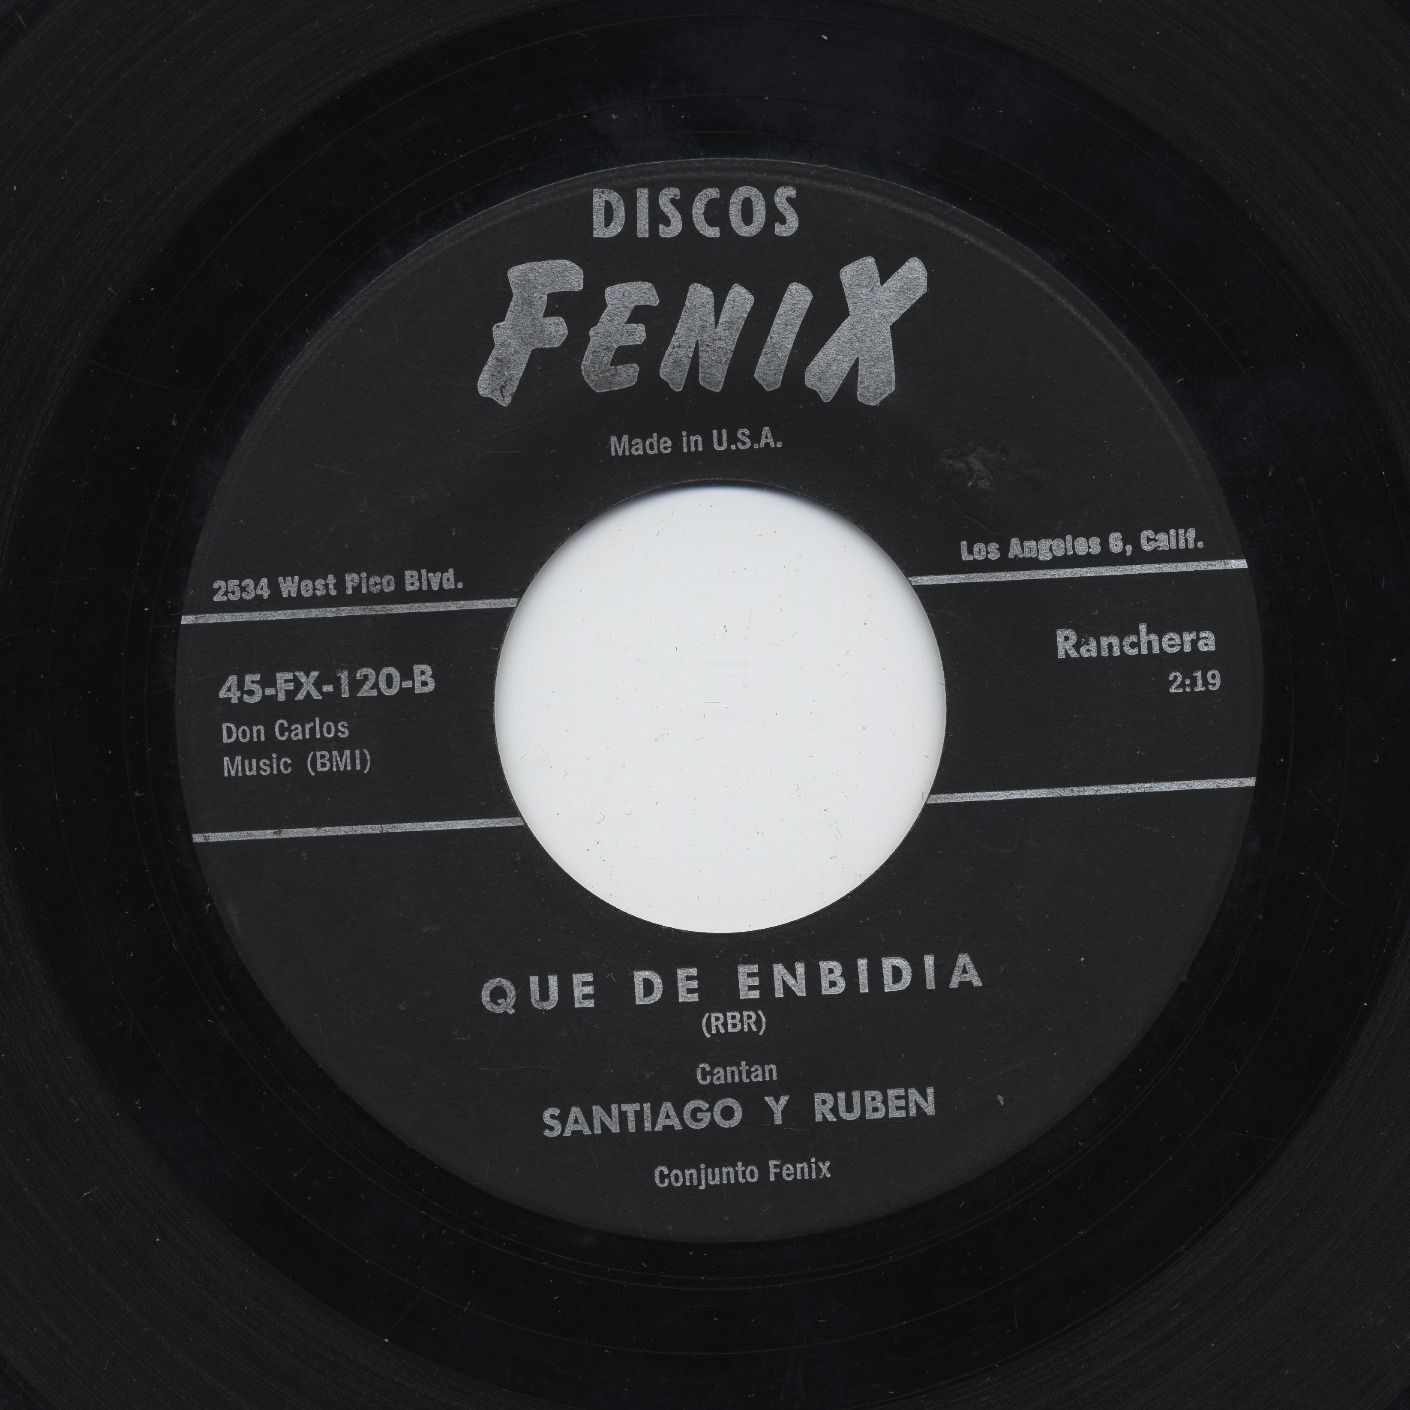 DISCOS
FENIX
Made in U.S.A.
2534 West Pico Blvd.
Los Angeles 6, Calif.
45-FX-120-B
Don Carlos
Music (BMI)
Ranchera
2:19
QUE DE ENBIDIA
(RBR)
Cantan
SANTIAGO Y RUBEN
Conjunto Fenix